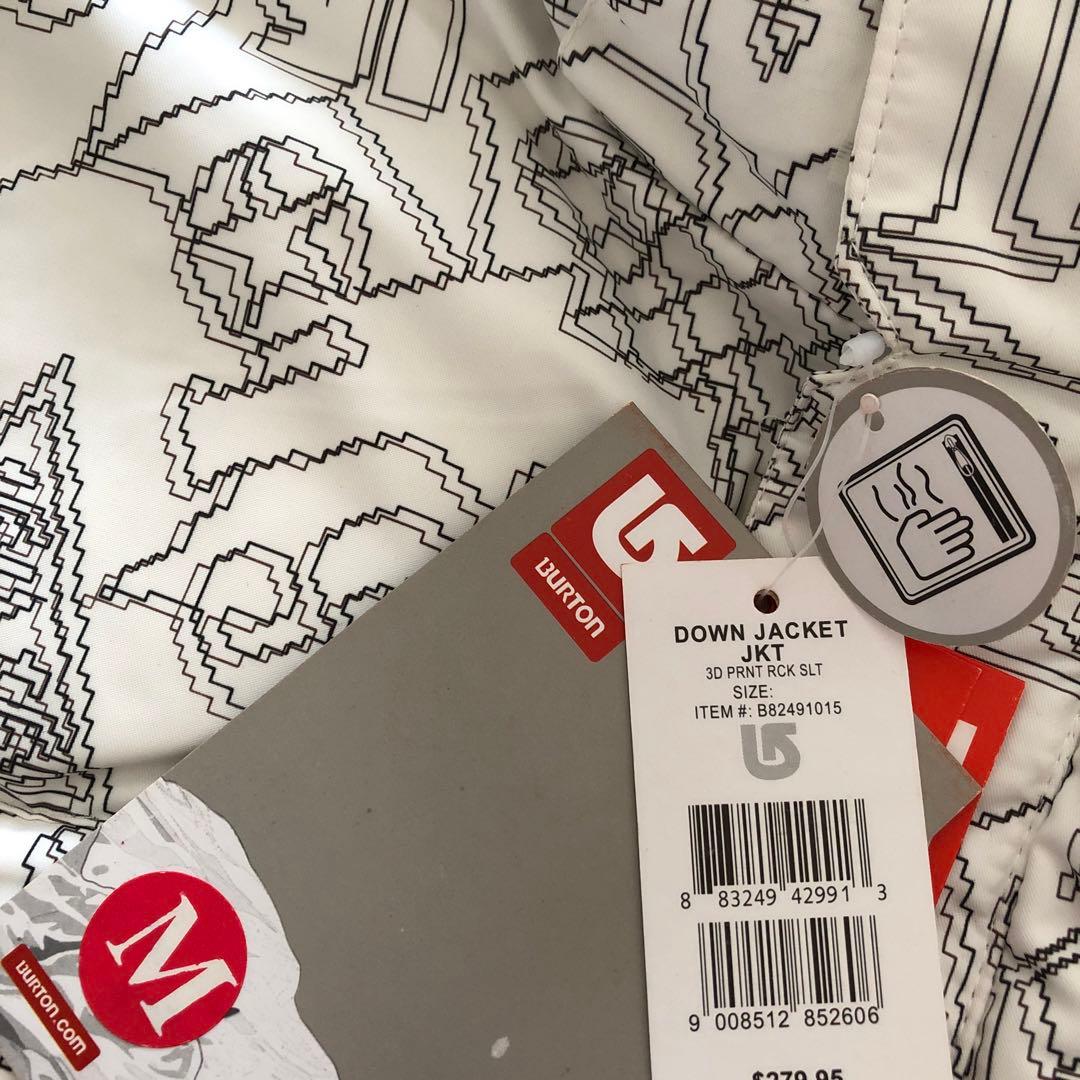 BURTON
DOWN JACKET
JKT
3D PRNT RCK SLT
SIZE:
ITEM #: B82491015
8 83249 42991 3
9 008512 852606
$279.95
M
BURTON.com